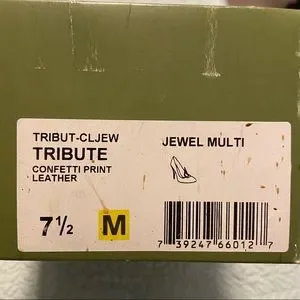 TRIBUT-CLJEW
JEWEL MULTI
TRIBUTE
CONFETTI PRINT
LEATHER
7 1/2
M
7 39247 66012 7